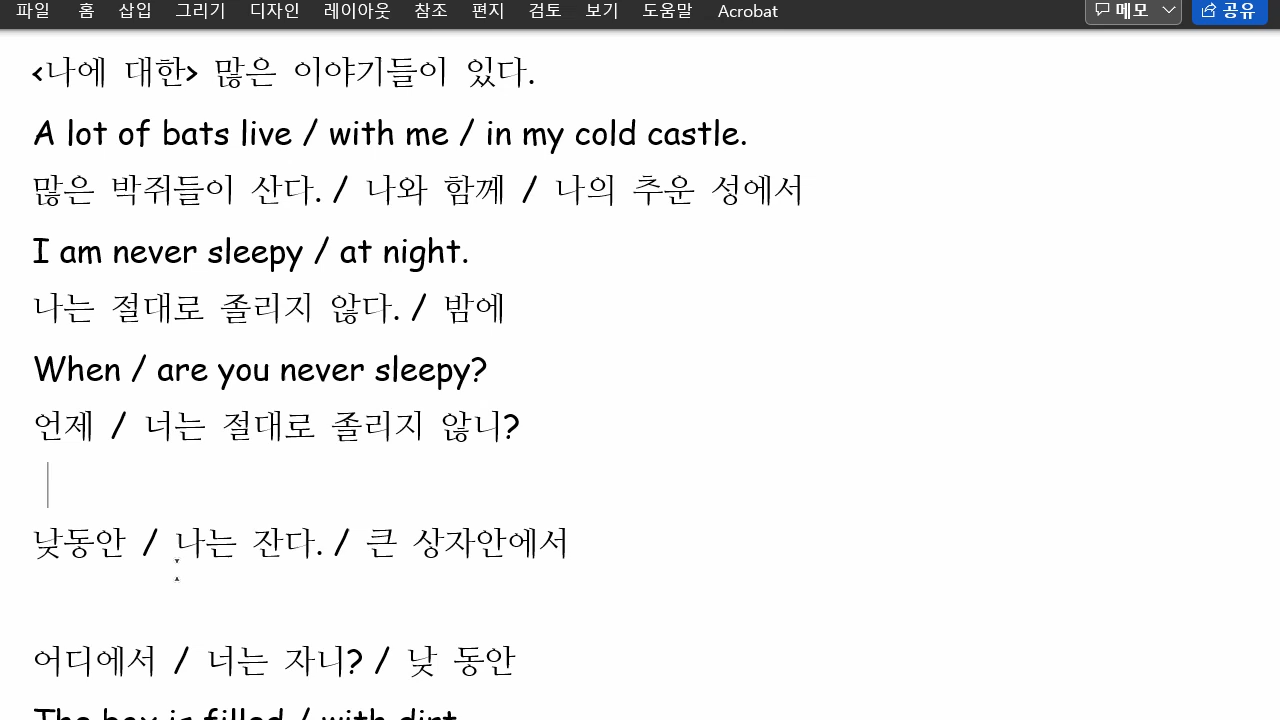 파일 홈 삽입 그리기 디자인 레이아웃 참조 편지 검토 보기 도움말 Acrobat 메모 공유
<나에 대한> 많은 이야기들이 있다.
A lot of bats live / with me / in my cold castle.
많은 박쥐들이 산다. / 나와 함께 / 나의 추운 성에서
I am never sleepy / at night.
나는 절대로 졸리지 않다. / 밤에
When / are you never sleepy?
언제 / 너는 절대로 졸리지 않니?
낮동안 / 나는 잔다. / 큰 상자안에서
어디에서 / 너는 자니? / 낮 동안
The box is filled / with dirt.